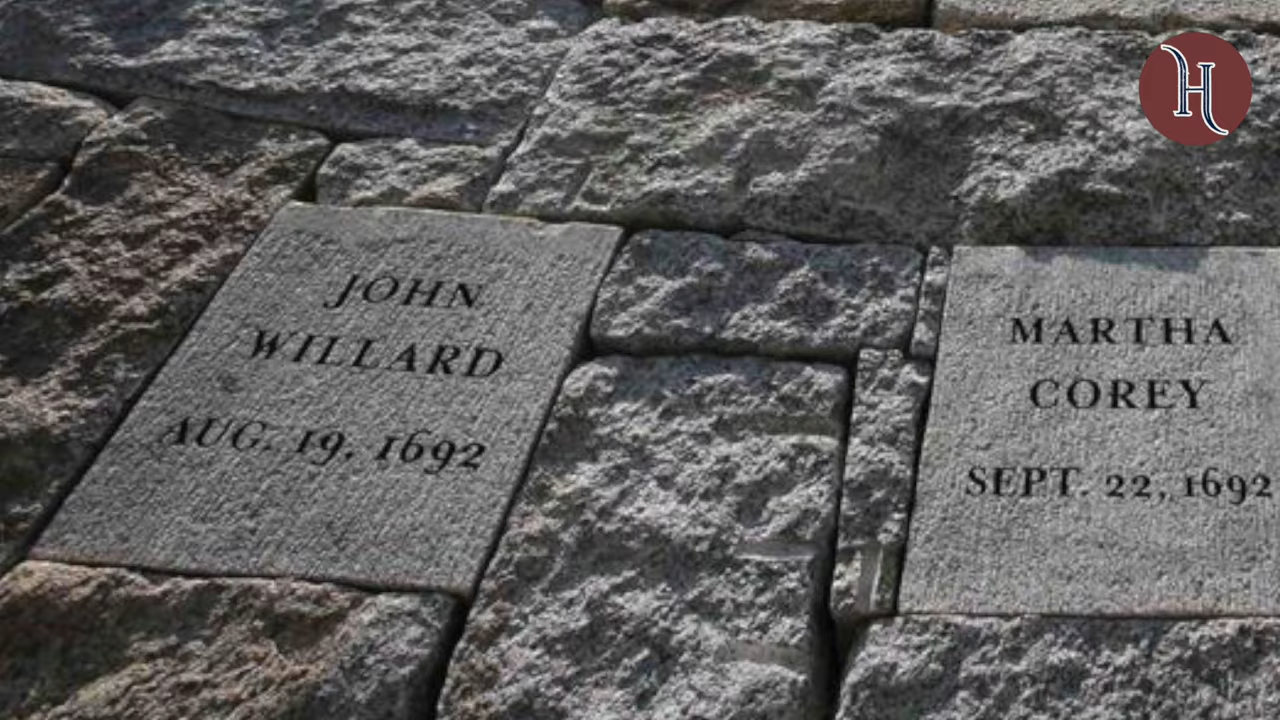 H
JOHN
WILLARD
AUG. 19, 1692
MARTHA
COREY
SEPT. 22, 1692